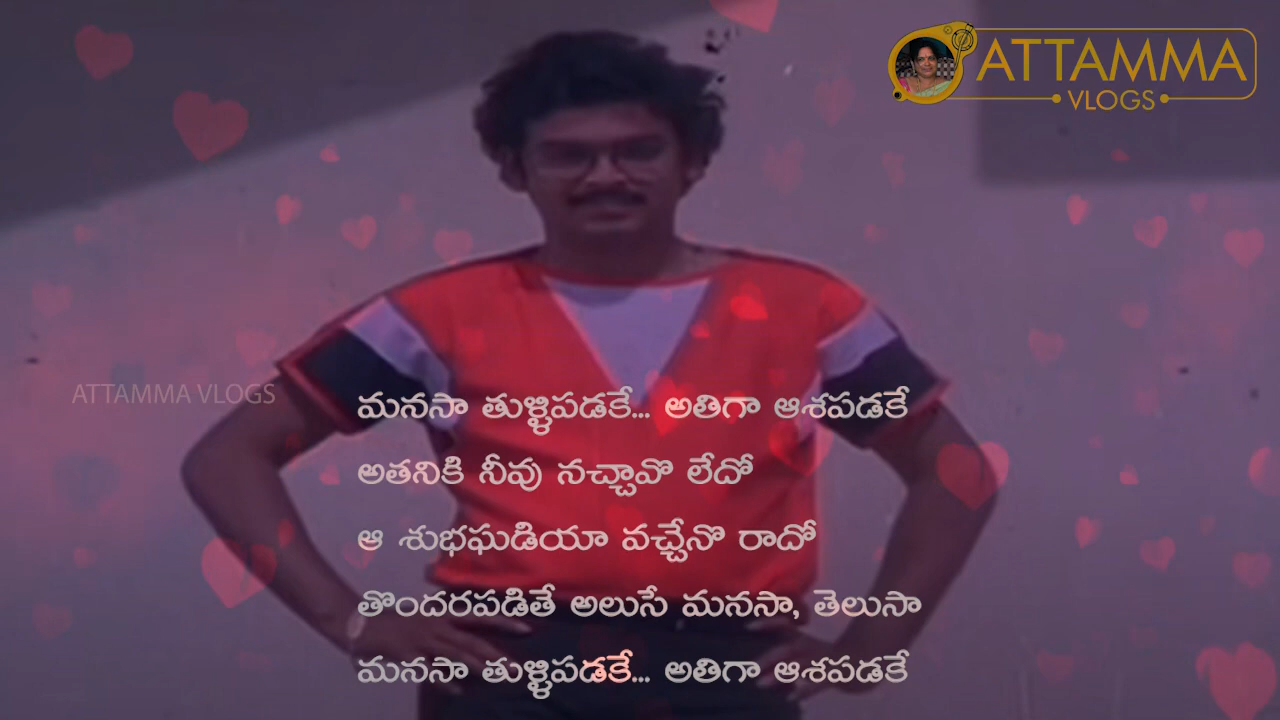 ATTAMMA
VLOGS
ATTAMMA VLOGS
మనసా తుళ్ళిపడకే... అతిగా ఆశపడకే
అతనికి నీవు నచ్చావొ లేదో
ఆ శుభఘడియా వచ్చేనొ రాదో
తొందరపడితే అలుసే మనసా, తెలుసా
మనసా తుళ్ళిపడకే... అతిగా ఆశపడకే